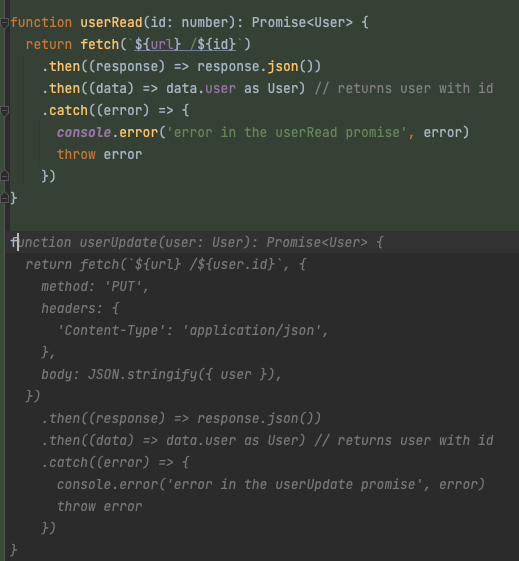 function userRead(id: number): Promise<User> {
  return fetch(`${url} /${id}`)
    .then((response) => response.json())
    .then((data) => data.user as User) // returns user with id
    .catch((error) => {
      console.error('error in the userRead promise', error)
      throw error
    })
}

function userUpdate(user: User): Promise<User> {
  return fetch(`${url} /${user.id}`, {
    method: 'PUT',
    headers: {
      'Content-Type': 'application/json',
    },
    body: JSON.stringify({ user }),
  })
    .then((response) => response.json())
    .then((data) => data.user as User) // returns user with id
    .catch((error) => {
      console.error('error in the userUpdate promise', error)
      throw error
    })
}